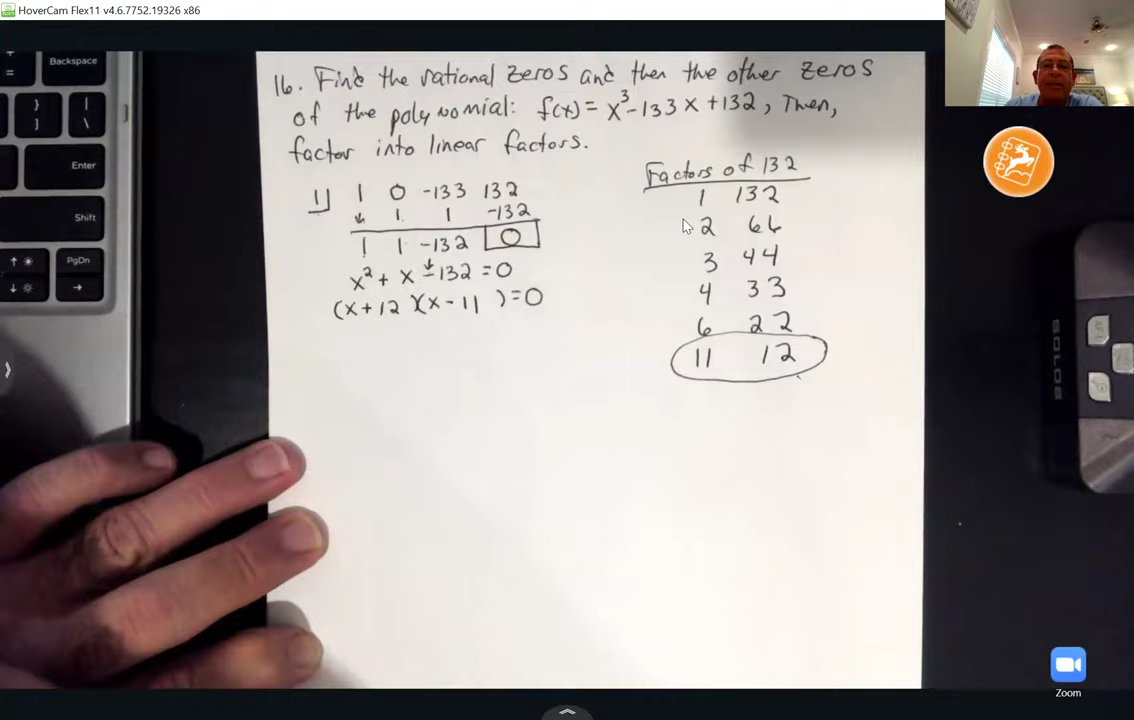 HoverCam Flex11 v4.6.7752.19326 x86
Backspace
+
=
}
]
|
\
Enter
Shift
PgDn
16. Find the rational zeros and then the other zeros
of the polynomial: f(x) = x³ - 133x + 132, Then,
factor into linear factors.
1 | 1 0 -133 132
1 1 -132
1 1 -132 0
x² + x - 132 = 0
(x + 12)(x - 11) = 0
Factors of 132
1 132
2 66
3 44
4 33
6 22
11 12
SOLO
Zoom